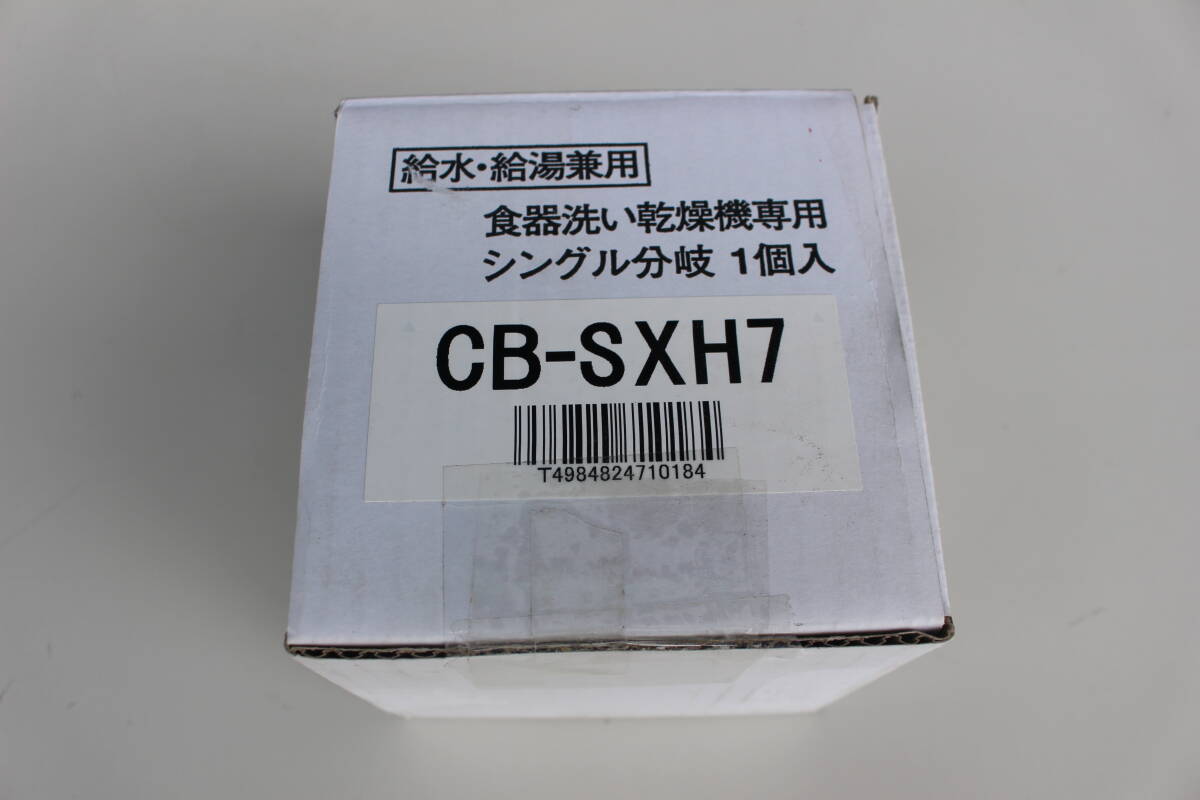 給水・給湯兼用
食器洗い乾燥機専用
シングル分岐 1個入
CB-SXH7
T4984824710184